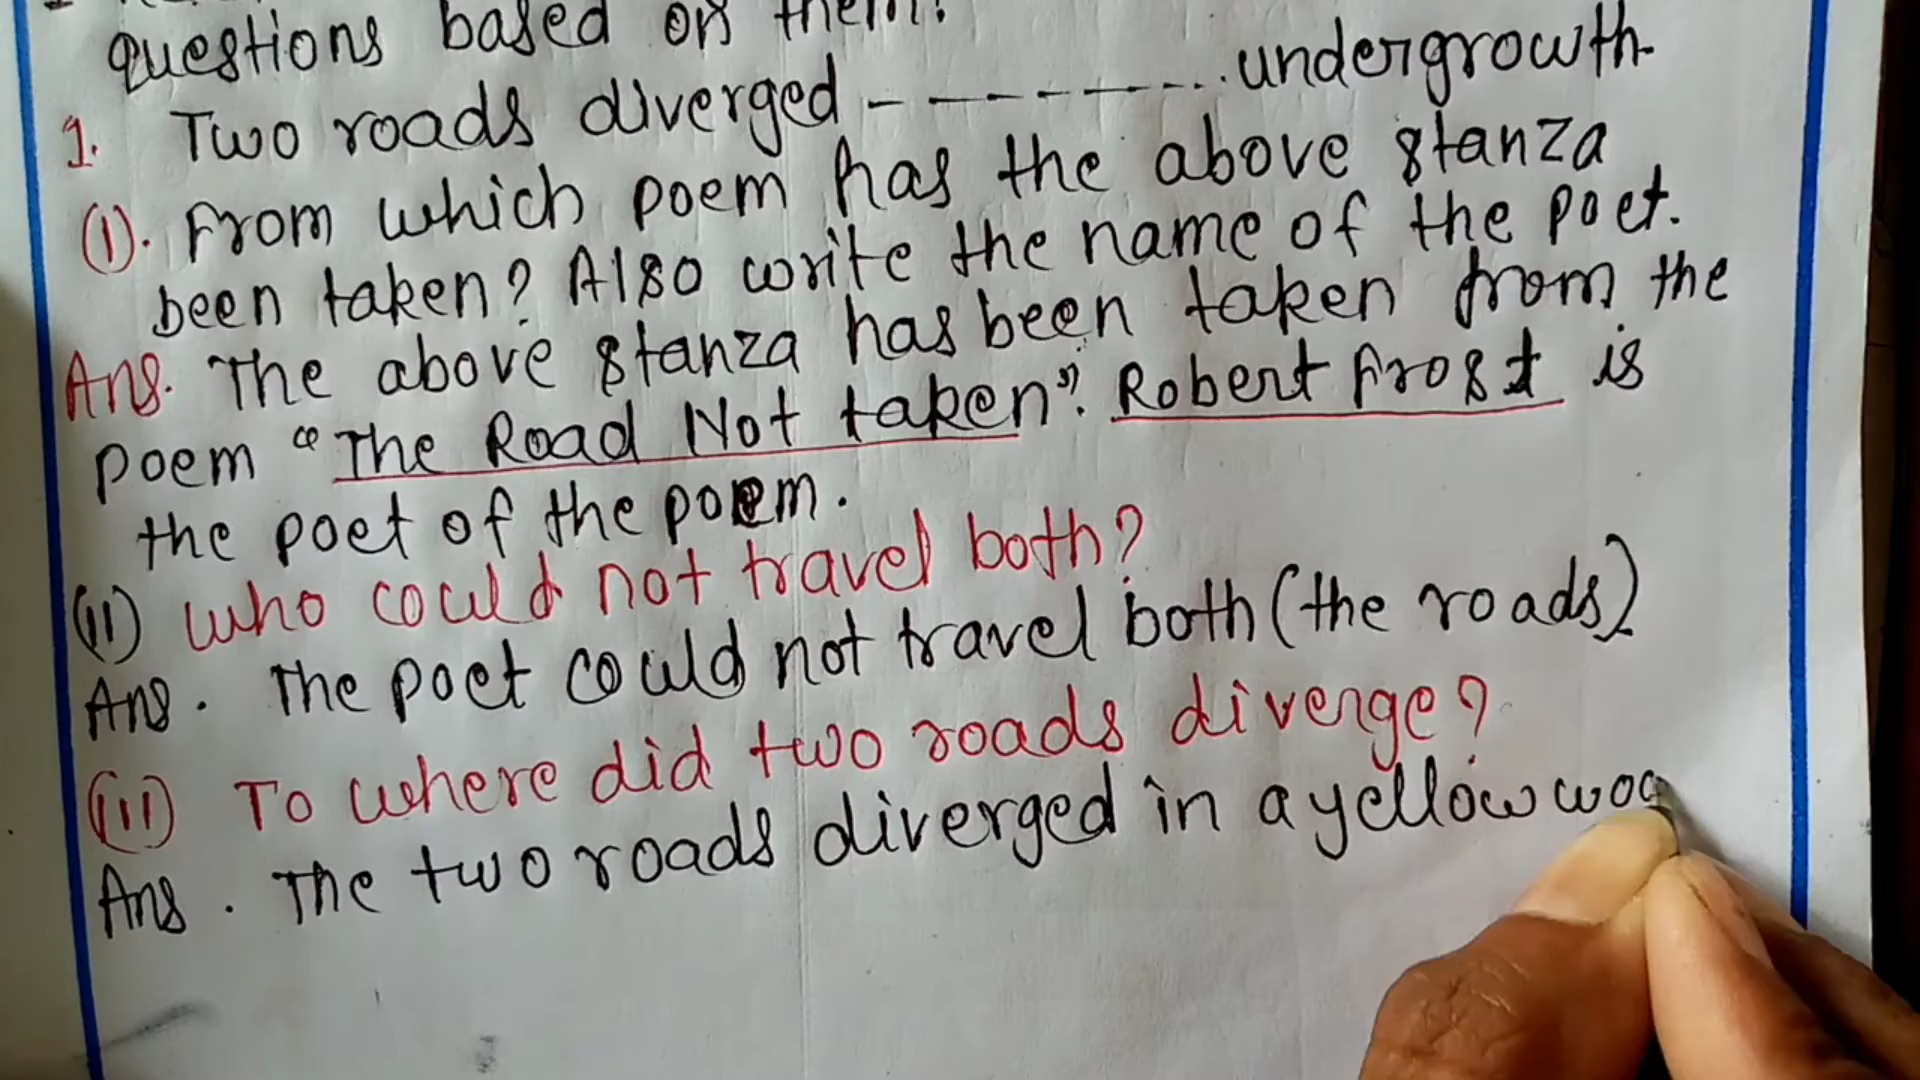 questions based on them.
1. Two roads diverged - - - - - - - - - undergrowth.
(i). From which poem has the above stanza
been taken? Also write the name of the poet.
Ans. The above stanza has been taken from the
poem "The Road Not taken". Robert Frost is
the poet of the poem.
(ii) Who could not travel both?
Ans. The poet could not travel both (the roads)
(iii) To where did two roads diverge?
Ans. The two roads diverged in a yellow woo